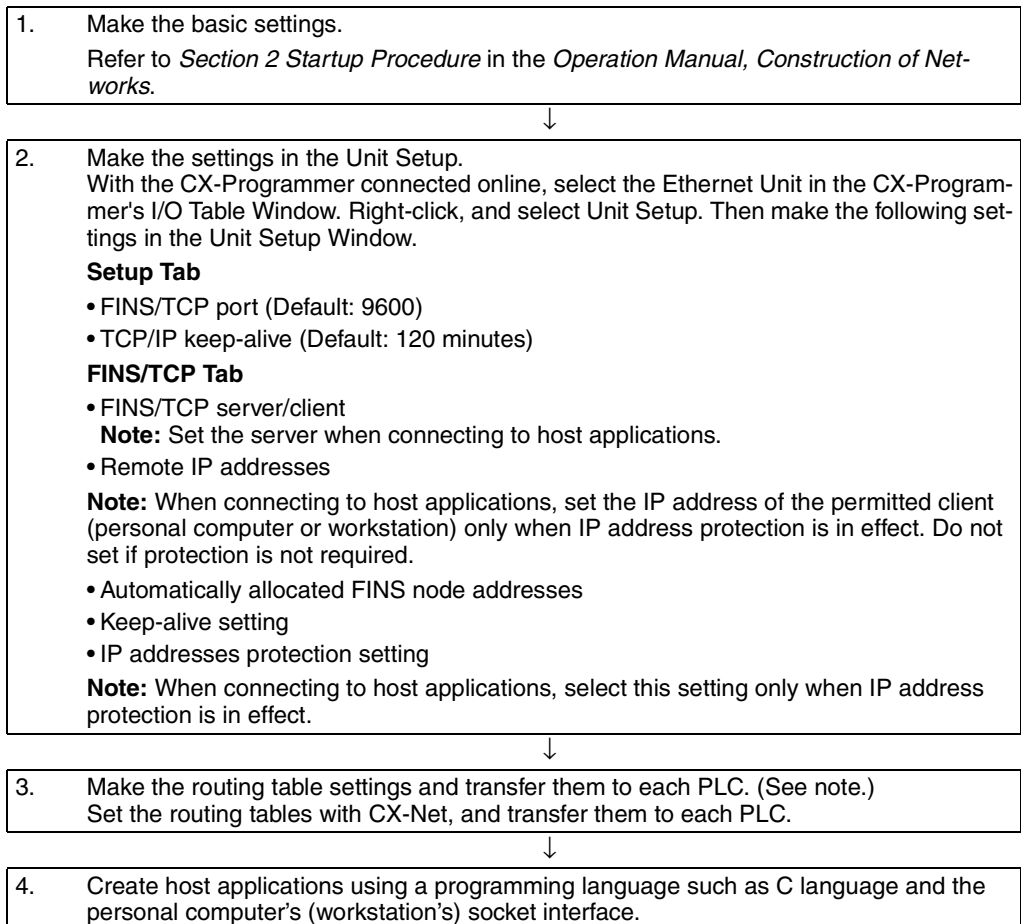 1. Make the basic settings.
Refer to Section 2 Startup Procedure in the Operation Manual, Construction of Net-
works.
↓
2. Make the settings in the Unit Setup.
With the CX-Programmer connected online, select the Ethernet Unit in the CX-Program-
mer's I/O Table Window. Right-click, and select Unit Setup. Then make the following set-
tings in the Unit Setup Window.
Setup Tab
• FINS/TCP port (Default: 9600)
• TCP/IP keep-alive (Default: 120 minutes)
FINS/TCP Tab
• FINS/TCP server/client
Note: Set the server when connecting to host applications.
• Remote IP addresses
Note: When connecting to host applications, set the IP address of the permitted client
(personal computer or workstation) only when IP address protection is in effect. Do not
set if protection is not required.
• Automatically allocated FINS node addresses
• Keep-alive setting
• IP addresses protection setting
Note: When connecting to host applications, select this setting only when IP address
protection is in effect.
↓
3. Make the routing table settings and transfer them to each PLC. (See note.)
Set the routing tables with CX-Net, and transfer them to each PLC.
↓
4. Create host applications using a programming language such as C language and the
personal computer's (workstation's) socket interface.